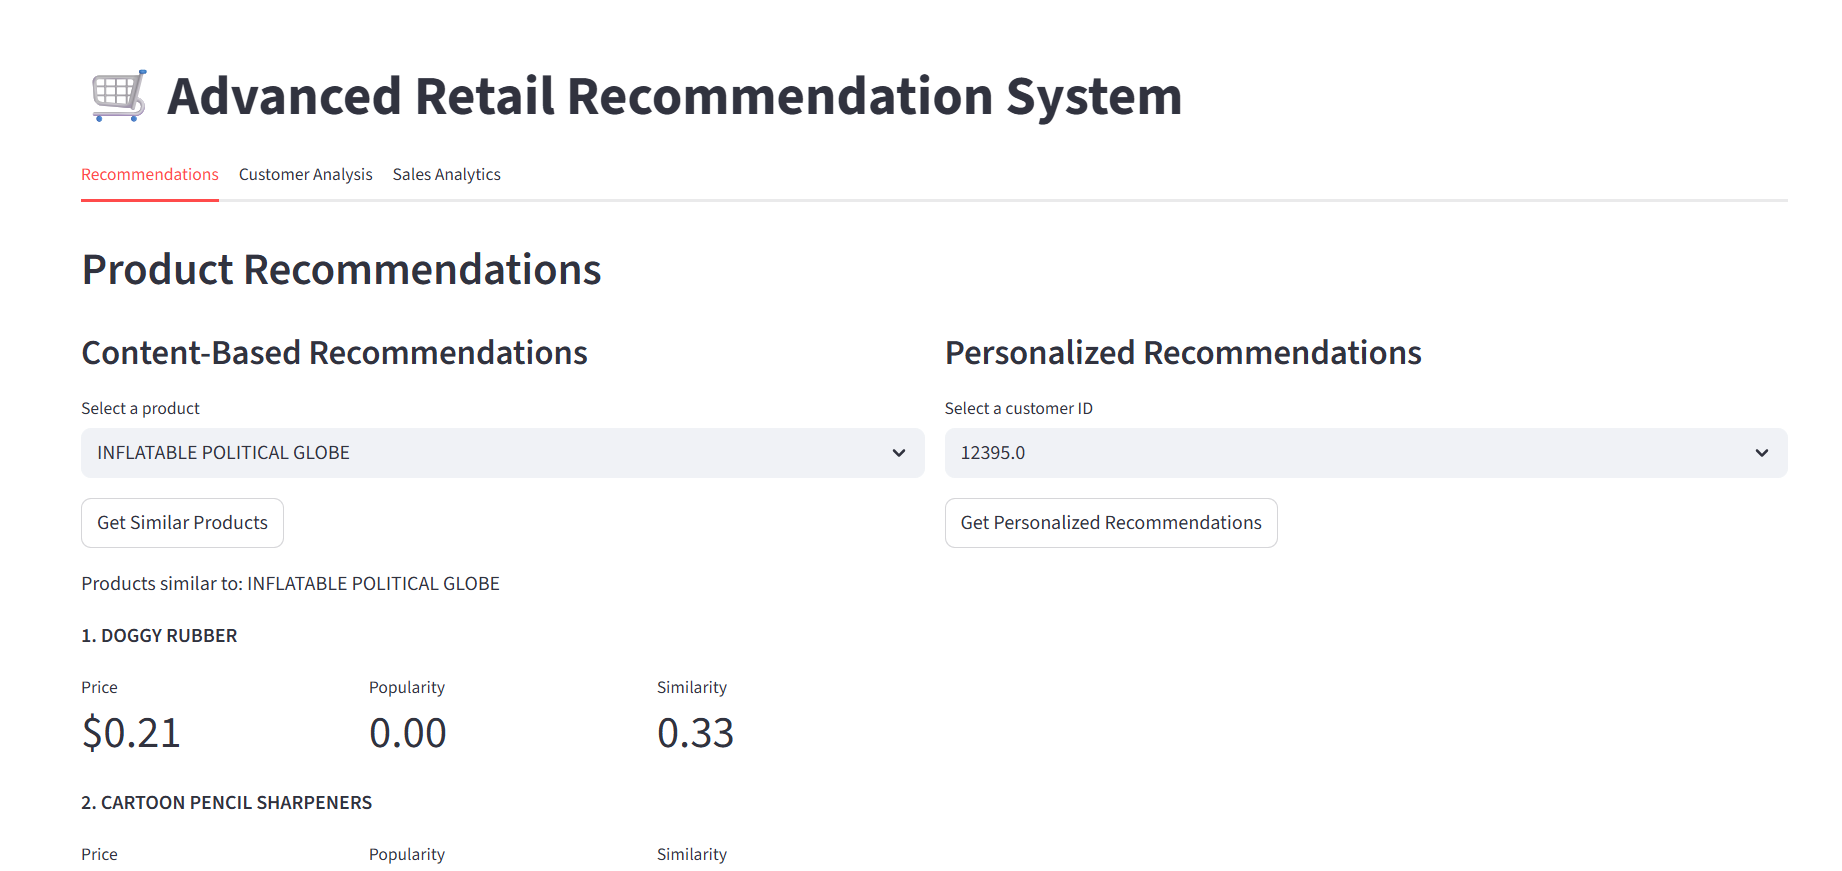 Advanced Retail Recommendation System
Recommendations Customer Analysis Sales Analytics
Product Recommendations
Content-Based Recommendations
Select a product
INFLATABLE POLITICAL GLOBE
Get Similar Products
Products similar to: INFLATABLE POLITICAL GLOBE
1. DOGGY RUBBER
Price Popularity Similarity
$0.21 0.00 0.33
2. CARTOON PENCIL SHARPENERS
Price Popularity Similarity
Personalized Recommendations
Select a customer ID
12395.0
Get Personalized Recommendations